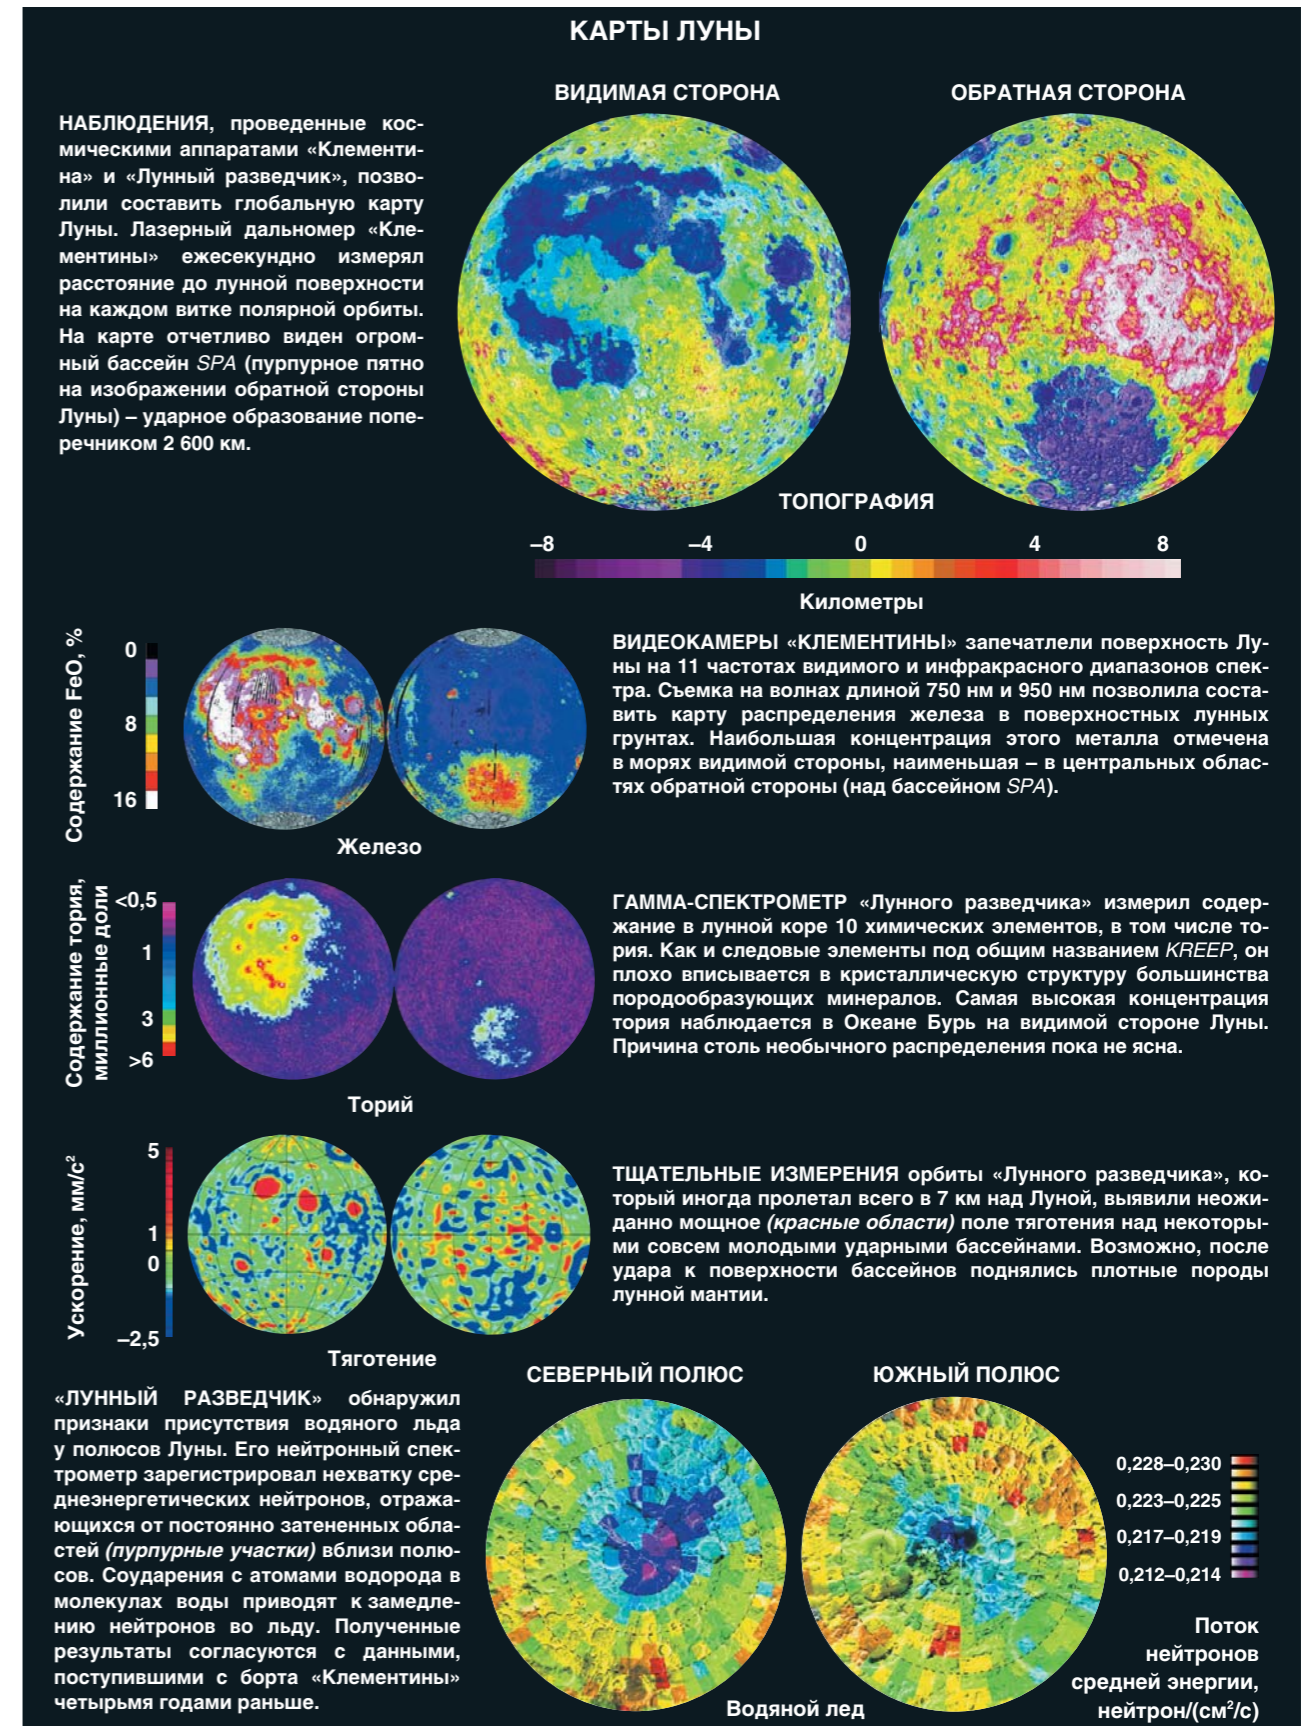 КАРТЫ ЛУНЫ
ВИДИМАЯ СТОРОНА
ОБРАТНАЯ СТОРОНА
НАБЛЮДЕНИЯ, проведенные кос-
мическими аппаратами «Клементи-
на» и «Лунный разведчик», позво-
лили составить глобальную карту
Луны. Лазерный дальномер «Кле-
ментины» ежесекундно измерял
расстояние до лунной поверхности
на каждом витке полярной орбиты.
На карте отчетливо виден огром-
ный бассейн SPA (пурпурное пятно
на изображении обратной стороны
Луны) – ударное образование попе-
речником 2 600 км.
ТОПОГРАФИЯ
–8 –4 0 4 8
Километры
Содержание FeO, %
0
8
16
Железо
ВИДЕОКАМЕРЫ «КЛЕМЕНТИНЫ» запечатлели поверхность Лу-
ны на 11 частотах видимого и инфракрасного диапазонов спек-
тра. Съемка на волнах длиной 750 нм и 950 нм позволила соста-
вить карту распределения железа в поверхностных лунных
грунтах. Наибольшая концентрация этого металла отмечена
в морях видимой стороны, наименьшая – в центральных облас-
тях обратной стороны (над бассейном SPA).
Содержание тория,
миллионные доли
<0,5
1
3
>6
Торий
ГАММА-СПЕКТРОМЕТР «Лунного разведчика» измерил содер-
жание в лунной коре 10 химических элементов, в том числе то-
рия. Как и следовые элементы под общим названием KREEP, он
плохо вписывается в кристаллическую структуру большинства
породообразующих минералов. Самая высокая концентрация
тория наблюдается в Океане Бурь на видимой стороне Луны.
Причина столь необычного распределения пока не ясна.
Ускорение, мм/с²
5
1
0
–2,5
Тяготение
ТЩАТЕЛЬНЫЕ ИЗМЕРЕНИЯ орбиты «Лунного разведчика», ко-
торый иногда пролетал всего в 7 км над Луной, выявили неожи-
данно мощное (красные области) поле тяготения над некоторы-
ми совсем молодыми ударными бассейнами. Возможно, после
удара к поверхности бассейнов поднялись плотные породы
лунной мантии.
«ЛУННЫЙ РАЗВЕДЧИК» обнаружил
признаки присутствия водяного льда
у полюсов Луны. Его нейтронный спек-
трометр зарегистрировал нехватку сре-
днеэнергетических нейтронов, отража-
ющихся от постоянно затененных обла-
стей (пурпурные участки) вблизи полю-
сов. Соударения с атомами водорода в
молекулах воды приводят к замедле-
нию нейтронов во льду. Полученные
результаты согласуются с данными,
поступившими с борта «Клементины»
четырьмя годами раньше.
СЕВЕРНЫЙ ПОЛЮС
ЮЖНЫЙ ПОЛЮС
0,228–0,230
0,223–0,225
0,217–0,219
0,212–0,214
Водяной лед
Поток
нейтронов
средней энергии,
нейтрон/(см²/с)